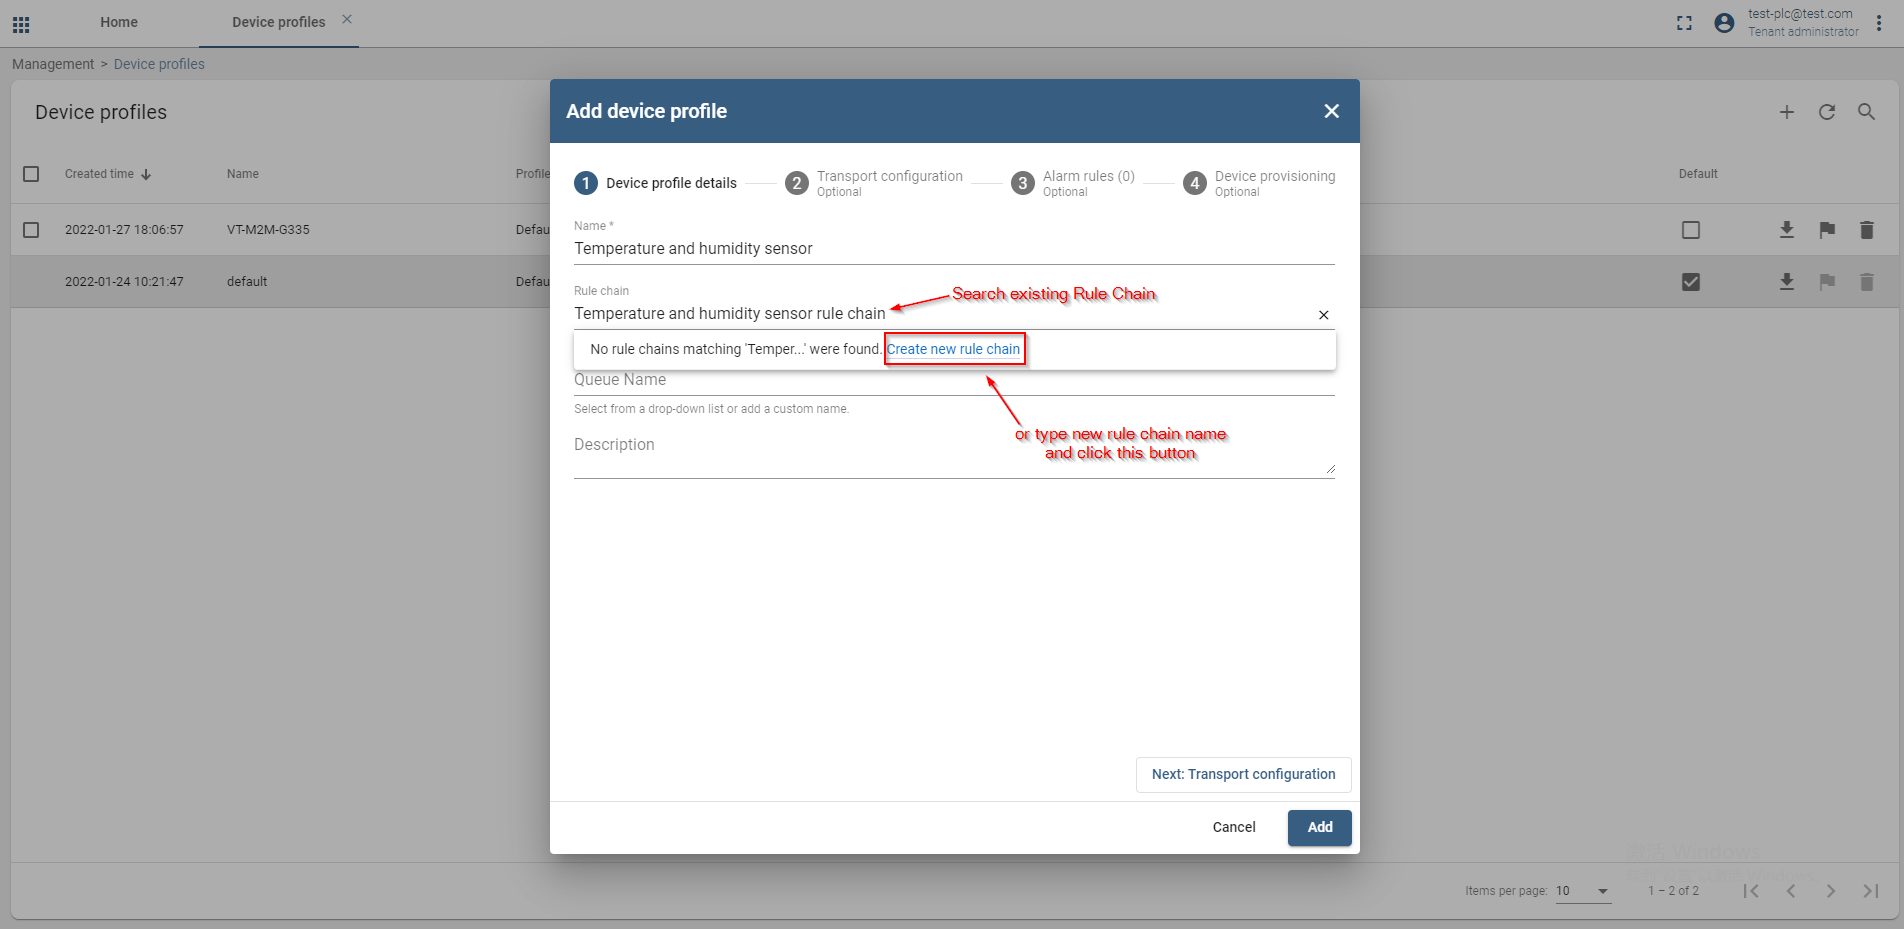 Home
Device profiles
test-plc@test.com
Tenant administrator
Management > Device profiles
Device profiles
Add device profile
1 Device profile details
2 Transport configuration
Optional
3 Alarm rules (0)
Optional
4 Device provisioning
Optional
Created time
Name
Profile
Default
2022-01-27 18:06:57
VT-M2M-G335
Defau
2022-01-24 10:21:47
default
Defau
Name *
Temperature and humidity sensor
Rule chain
Temperature and humidity sensor rule chain
Search existing Rule Chain
No rule chains matching 'Temper...' were found. Create new rule chain
Queue Name
Select from a drop-down list or add a custom name.
or type new rule chain name
and click this button
Description
Next: Transport configuration
Cancel
Add
激活 Windows
Items per page: 10
1 – 2 of 2